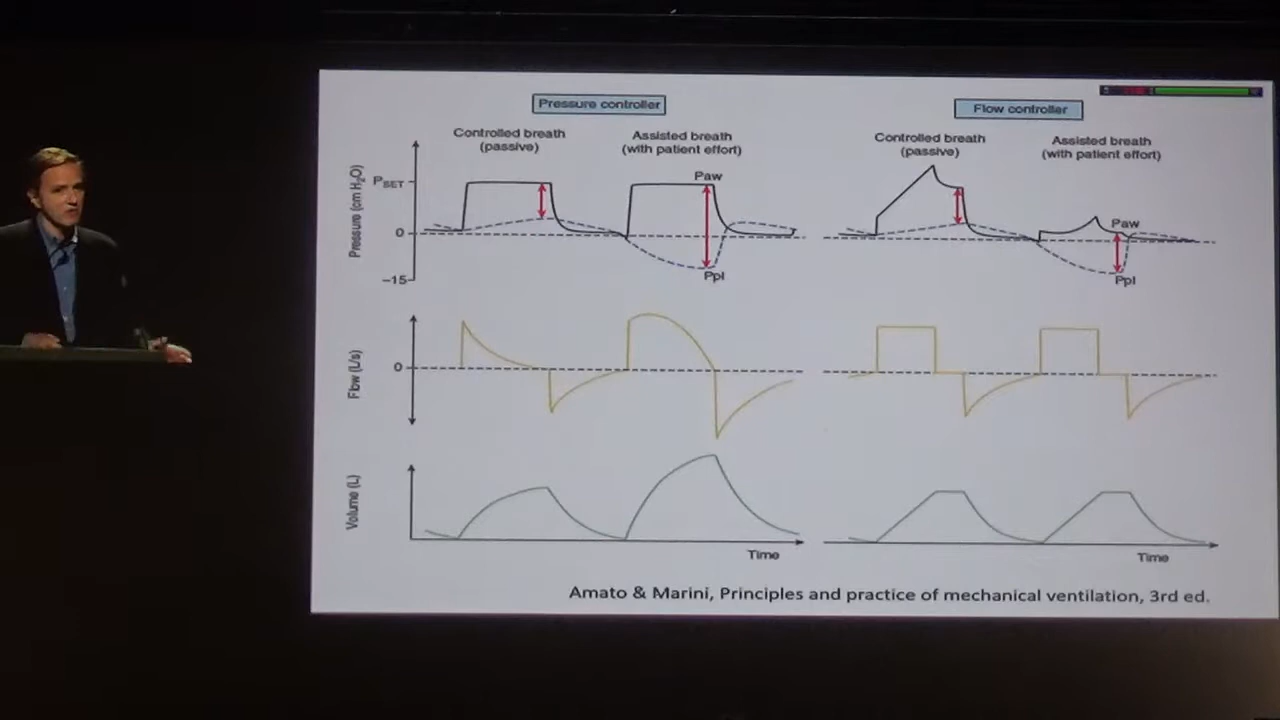 Pressure controller
Flow controller
Controlled breath
(passive)
Assisted breath
(with patient effort)
Controlled breath
(passive)
Assisted breath
(with patient effort)
Pressure (cm H2O)
PSET
0
–15
Paw
Ppl
Paw
Ppl
Flow (L/s)
0
Volume (L)
Time
Time
Amato & Marini, Principles and practice of mechanical ventilation, 3rd ed.